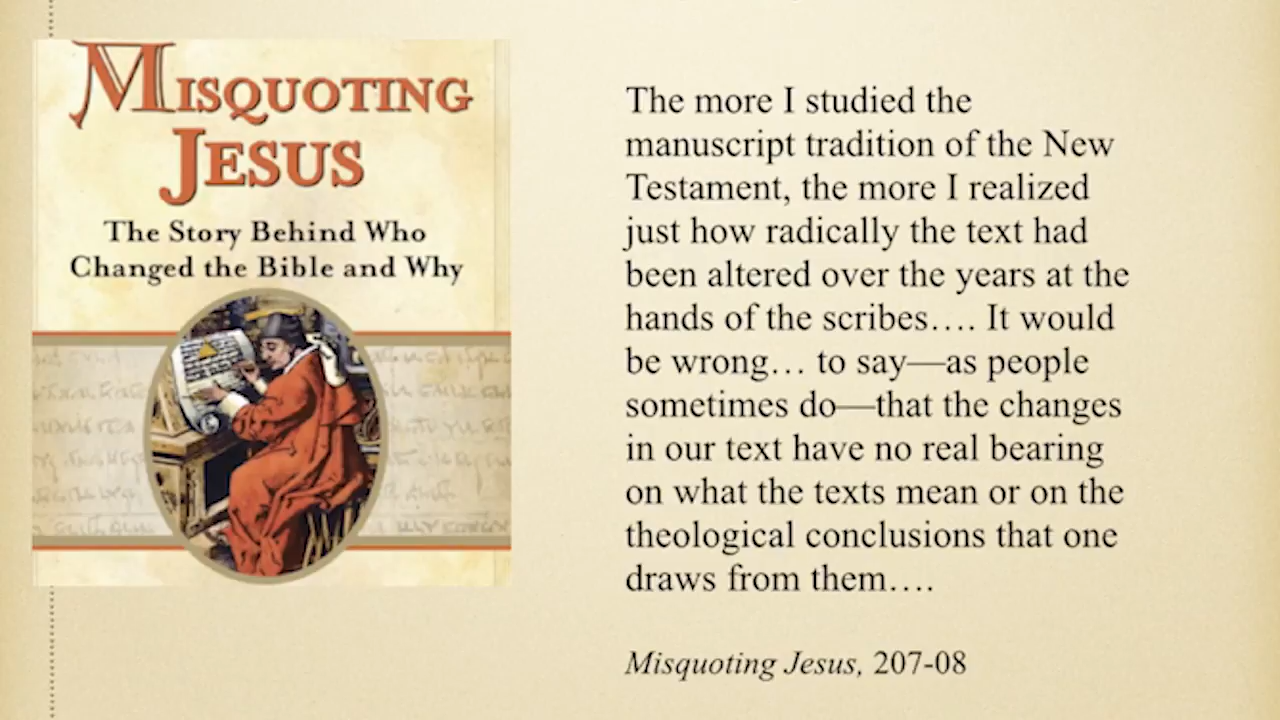 MISQUOTING
JESUS
The Story Behind Who
Changed the Bible and Why
The more I studied the
manuscript tradition of the New
Testament, the more I realized
just how radically the text had
been altered over the years at the
hands of the scribes…. It would
be wrong… to say—as people
sometimes do—that the changes
in our text have no real bearing
on what the texts mean or on the
theological conclusions that one
draws from them….
Misquoting Jesus, 207-08